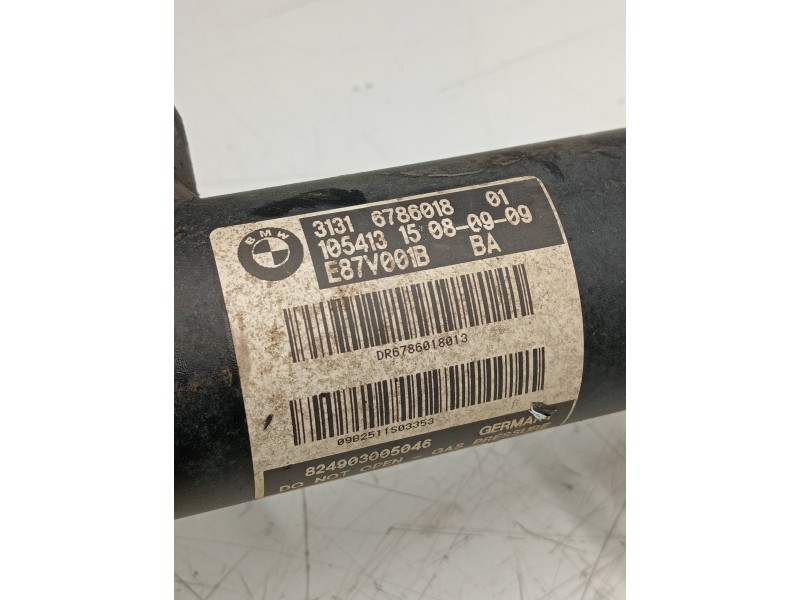 BMW
3131 6786018 01
105413 15 08-09-09
E87V001B BA
DR6786018013
09B2511S03353
824903005046 GERMANY
DO NOT OPEN - GAS PRESSURE